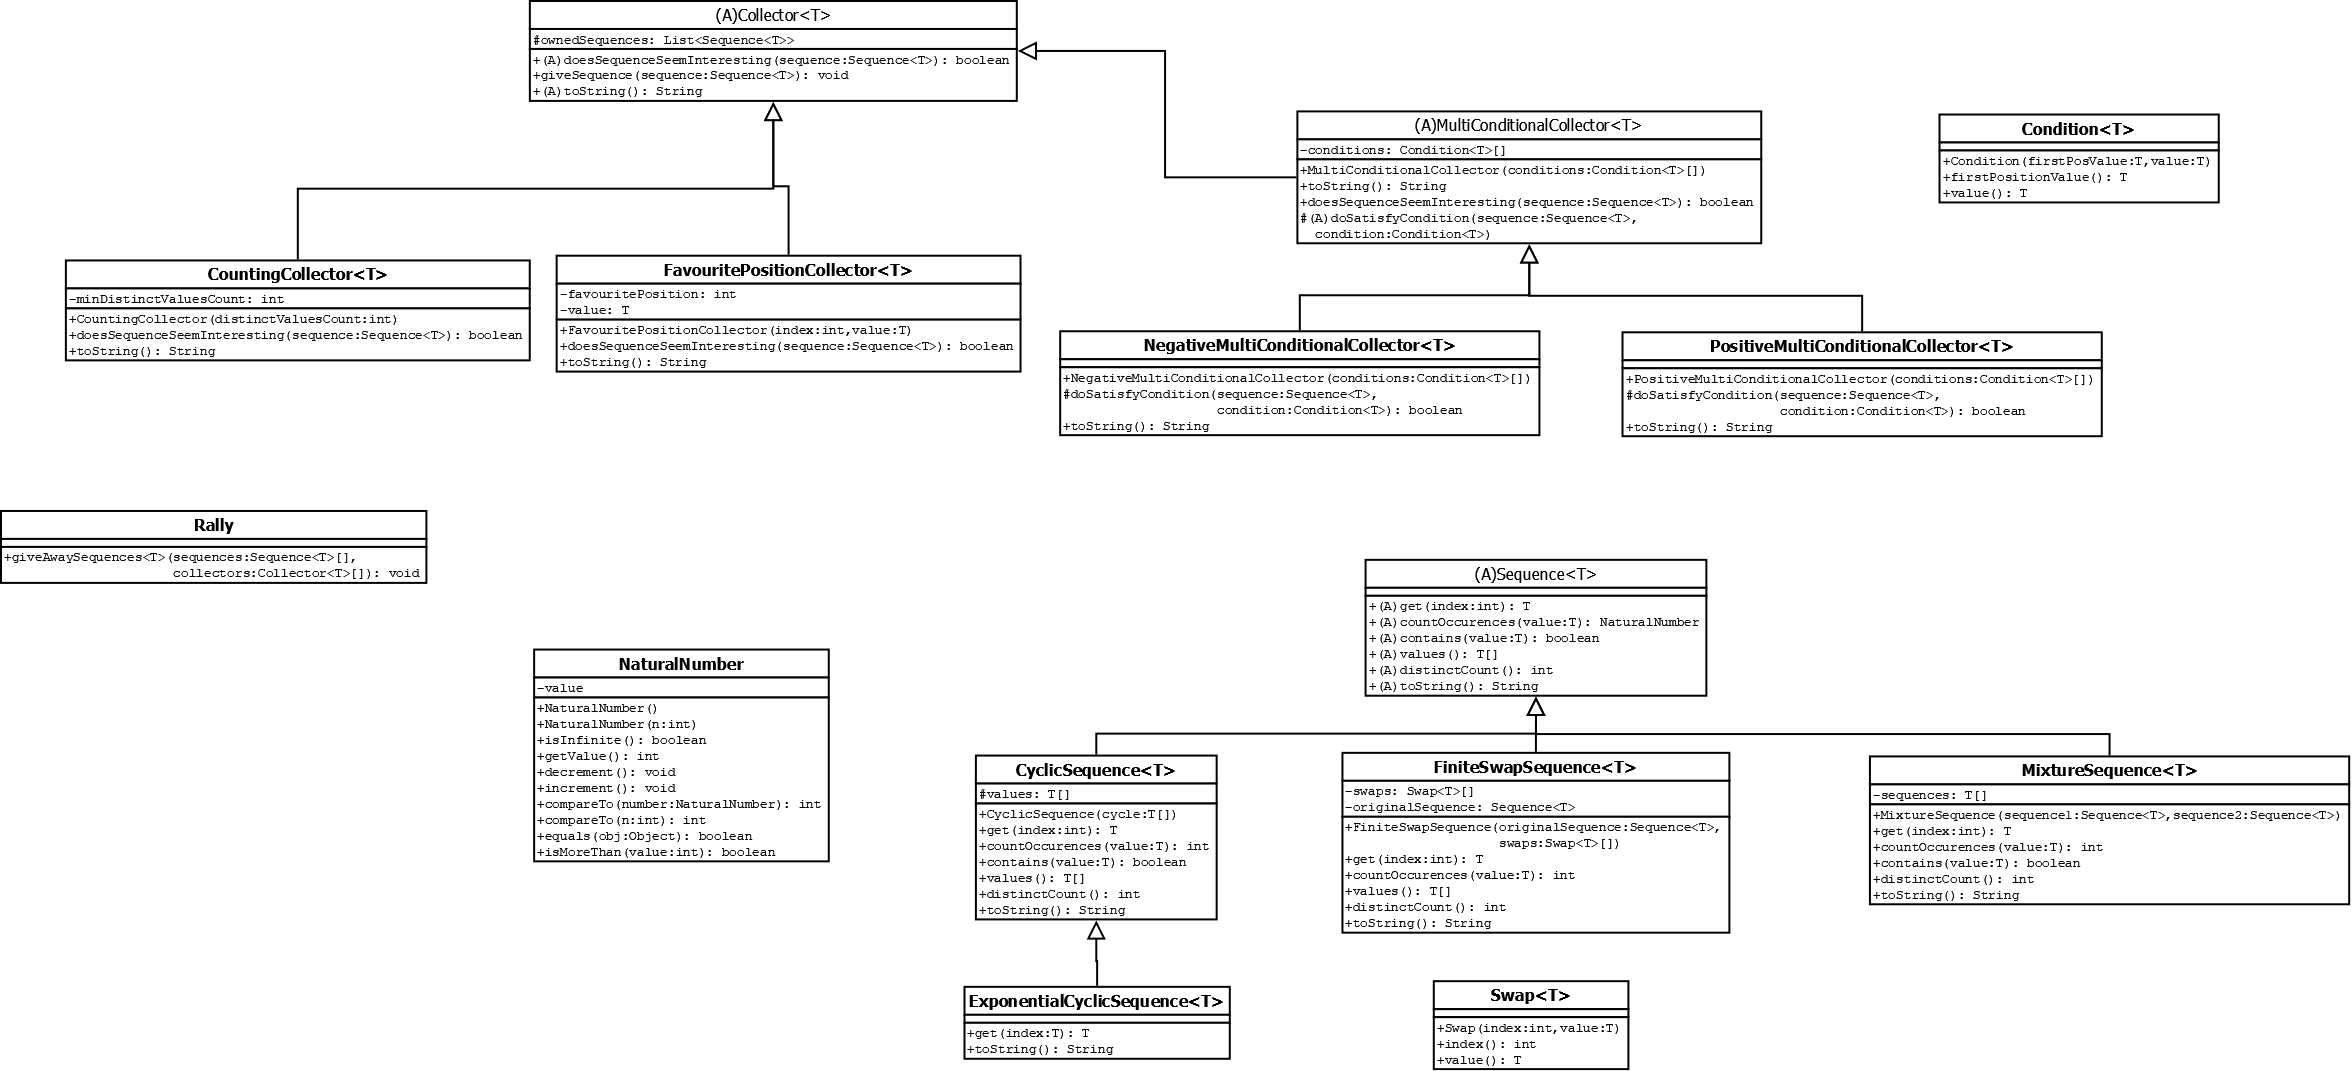 (A)Collector<T>
#ownedSequences: List<Sequence<T>>
+(A)doesSequenceSeemInteresting(sequence:Sequence<T>): boolean
+giveSequence(sequence:Sequence<T>): void
+(A)toString(): String
(A)MultiConditionalCollector<T>
-conditions: Condition<T>[]
+MultiConditionalCollector(conditions:Condition<T>[])
+toString(): String
+doesSequenceSeemInteresting(sequence:Sequence<T>): boolean
#(A)doSatisfyCondition(sequence:Sequence<T>,
condition:Condition<T>)
Condition<T>
+Condition(firstPosValue:T,value:T)
+firstPositionValue(): T
+value(): T
CountingCollector<T>
-minDistinctValuesCount: int
+CountingCollector(distinctValuesCount:int)
+doesSequenceSeemInteresting(sequence:Sequence<T>): boolean
+toString(): String
FavouritePositionCollector<T>
-favouritePosition: int
-value: T
+FavouritePositionCollector(index:int,value:T)
+doesSequenceSeemInteresting(sequence:Sequence<T>): boolean
+toString(): String
NegativeMultiConditionalCollector<T>
+NegativeMultiConditionalCollector(conditions:Condition<T>[])
#doSatisfyCondition(sequence:Sequence<T>,
condition:Condition<T>): boolean
+toString(): String
PositiveMultiConditionalCollector<T>
+PositiveMultiConditionalCollector(conditions:Condition<T>[])
#doSatisfyCondition(sequence:Sequence<T>,
condition:Condition<T>): boolean
+toString(): String
Rally
+giveAwaySequences<T>(sequences:Sequence<T>[],
collectors:Collector<T>[]): void
(A)Sequence<T>
+(A)get(index:int): T
+(A)countOccurences(value:T): NaturalNumber
+(A)contains(value:T): boolean
+(A)values(): T[]
+(A)distinctCount(): int
+(A)toString(): String
NaturalNumber
-value
+NaturalNumber()
+NaturalNumber(n:int)
+isInfinite(): boolean
+getValue(): int
+decrement(): void
+increment(): void
+compareTo(number:NaturalNumber): int
+compareTo(n:int): int
+equals(obj:Object): boolean
+isMoreThan(value:int): boolean
CyclicSequence<T>
#values: T[]
+CyclicSequence(cycle:T[])
+get(index:int): T
+countOccurences(value:T): int
+contains(value:T): boolean
+values(): T[]
+distinctCount(): int
+toString(): String
FiniteSwapSequence<T>
-swaps: Swap<T>[]
-originalSequence: Sequence<T>
+FiniteSwapSequence(originalSequence:Sequence<T>,
swaps:Swap<T>[])
+get(index:int): T
+countOccurences(value:T): int
+values(): T[]
+distinctCount(): int
+toString(): String
MixtureSequence<T>
-sequences: T[]
+MixtureSequence(sequence1:Sequence<T>,sequence2:Sequence<T>)
+get(index:int): T
+countOccurences(value:T): int
+contains(value:T): boolean
+distinctCount(): int
+toString(): String
ExponentialCyclicSequence<T>
+get(index:T): T
+toString(): String
Swap<T>
+Swap(index:int,value:T)
+index(): int
+value(): T